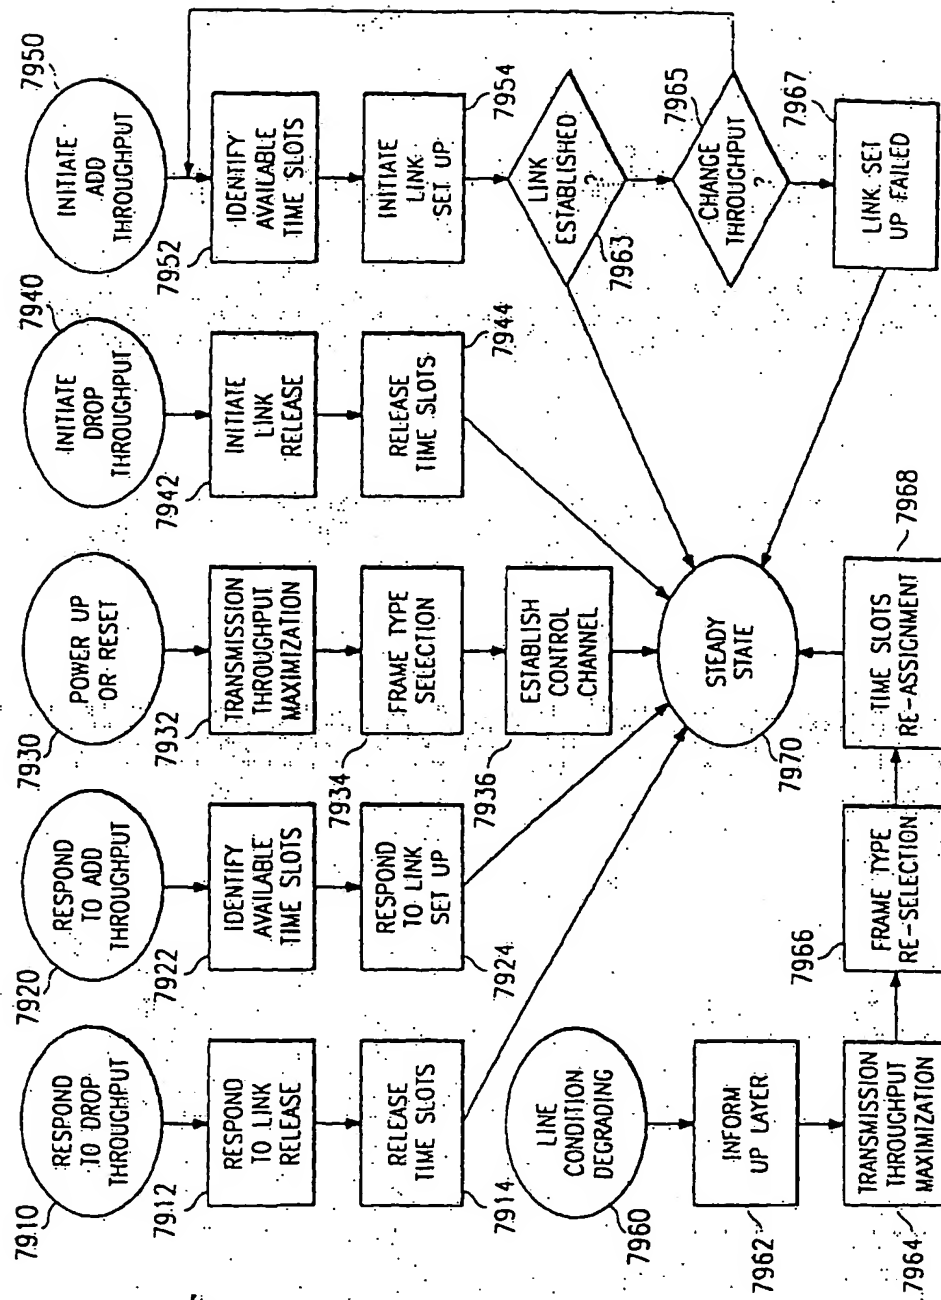 7910
RESPOND
TO DROP
THROUGHPUT
7912
RESPOND
TO LINK
RELEASE
7914
RELEASE
TIME SLOTS
7920
RESPOND
TO ADD
THROUGHPUT
7922
IDENTIFY
AVAILABLE
TIME SLOTS
7924
RESPOND
TO LINK
SET UP
7930
POWER UP
OR RESET
7932
TRANSMISSION
THROUGHPUT
MAXIMIZATION
7934
FRAME TYPE
SELECTION
7936
ESTABLISH
CONTROL
CHANNEL
7940
INITIATE
DROP
THROUGHPUT
7942
INITIATE
LINK
RELEASE
7944
RELEASE
TIME SLOTS
7950
INITIATE
ADD
THROUGHPUT
7952
IDENTIFY
AVAILABLE
TIME SLOTS
7954
INITIATE
LINK
SET UP
LINK
ESTABLISHED
?
7963
7965
CHANGE
THROUGHPUT
?
7967
LINK SET
UP FAILED
7960
LINE
CONDITION
DEGRADING
7962
INFORM
UP LAYER
7964
TRANSMISSION
THROUGHPUT
MAXIMIZATION
7966
FRAME TYPE
RE-SELECTION
7968
TIME SLOTS
RE-ASSIGNMENT
7970
STEADY
STATE